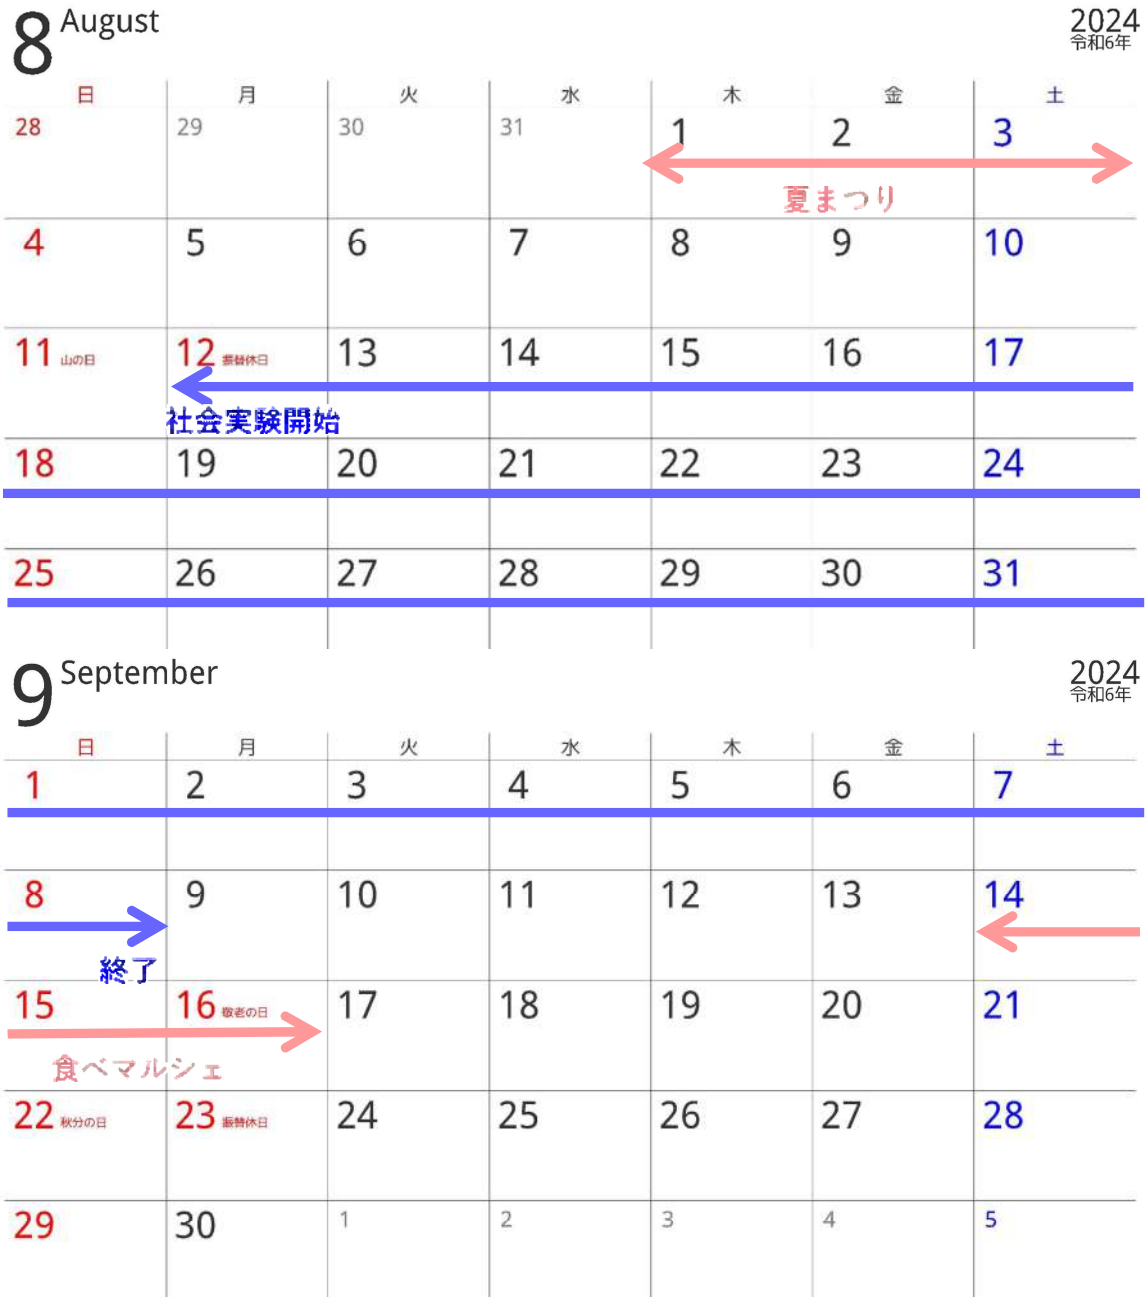 8 August 2024
令和6年
日 月 火 水 木 金 土
28 29 30 31 1 2 3
夏まつり
4 5 6 7 8 9 10
11 山の日 12 振替休日 13 14 15 16 17
社会実験開始
18 19 20 21 22 23 24
25 26 27 28 29 30 31
9 September 2024
令和6年
日 月 火 水 木 金 土
1 2 3 4 5 6 7
8 9 10 11 12 13 14
終了
15 16 敬老の日 17 18 19 20 21
食べマルシェ
22 秋分の日 23 振替休日 24 25 26 27 28
29 30 1 2 3 4 5